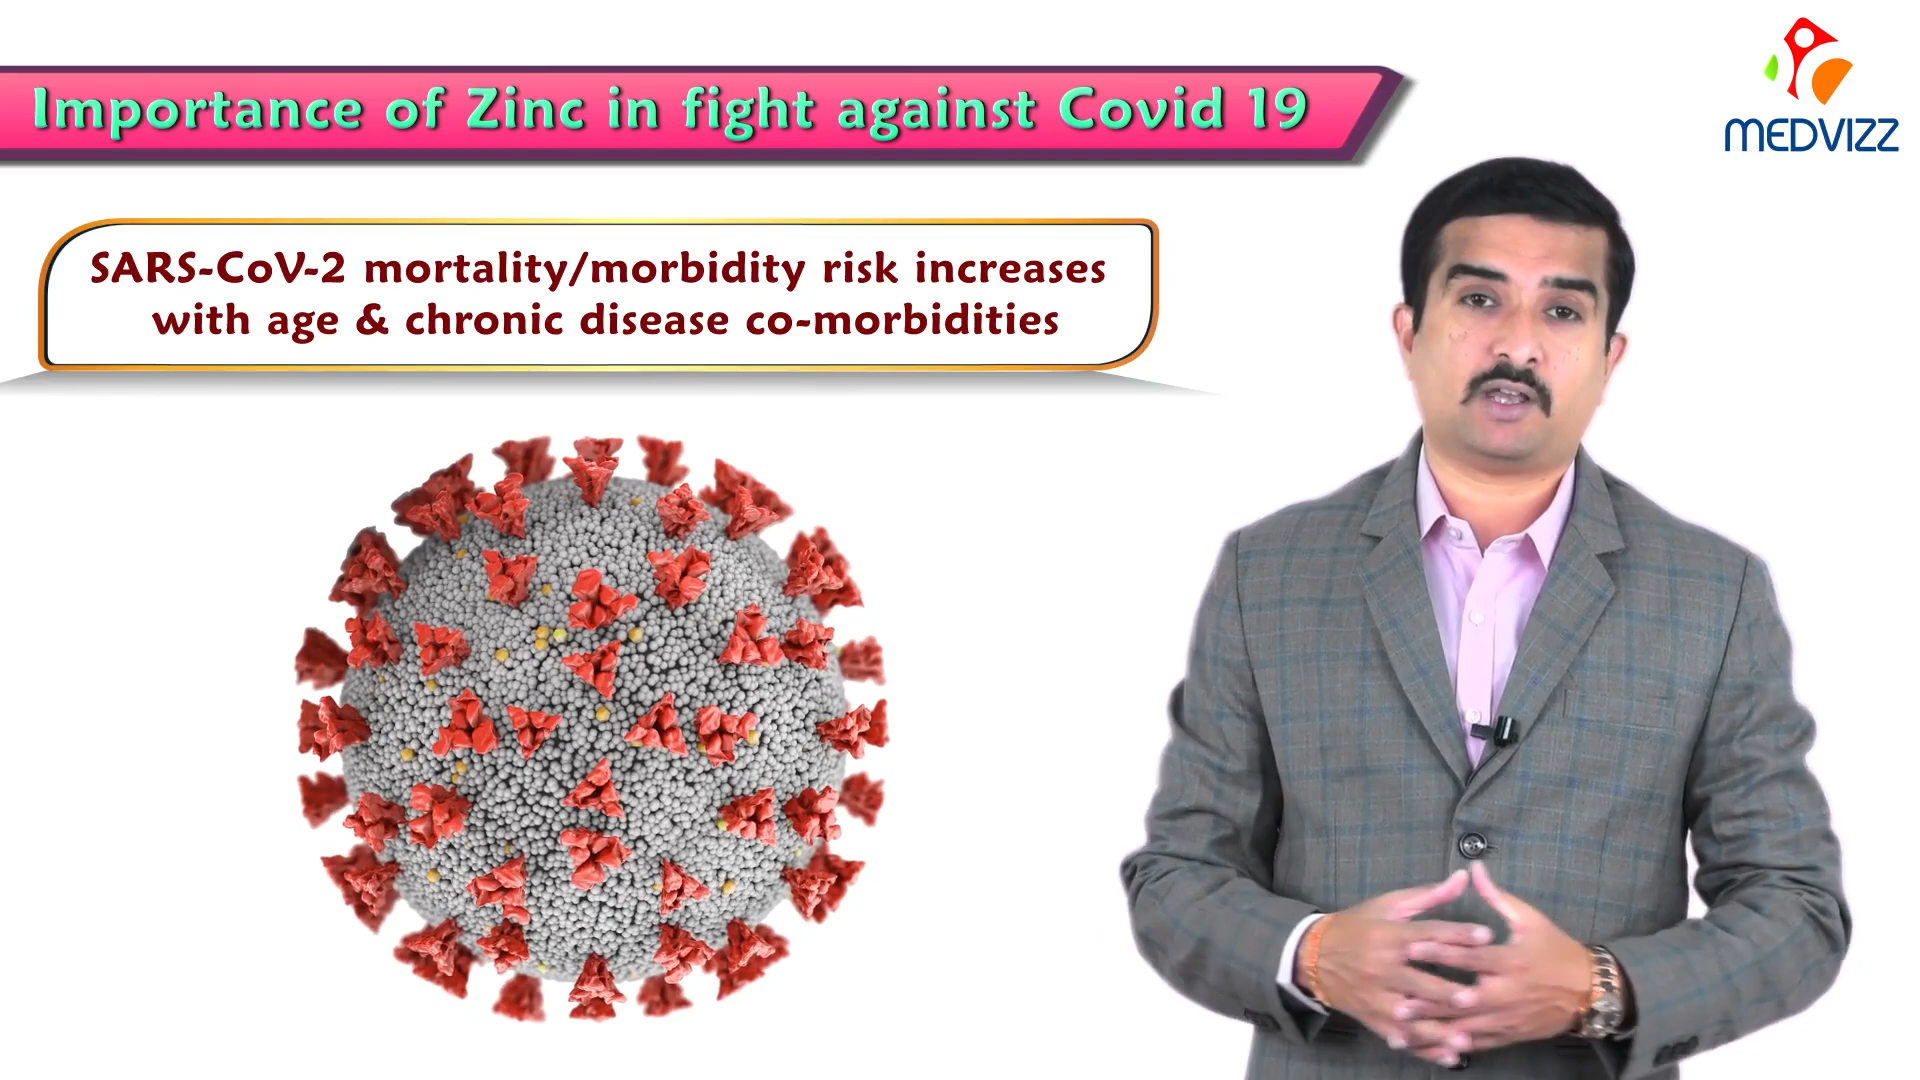 Importance of Zinc in fight against Covid 19
MEDVIZZ
SARS-CoV-2 mortality/morbidity risk increases
with age & chronic disease co-morbidities